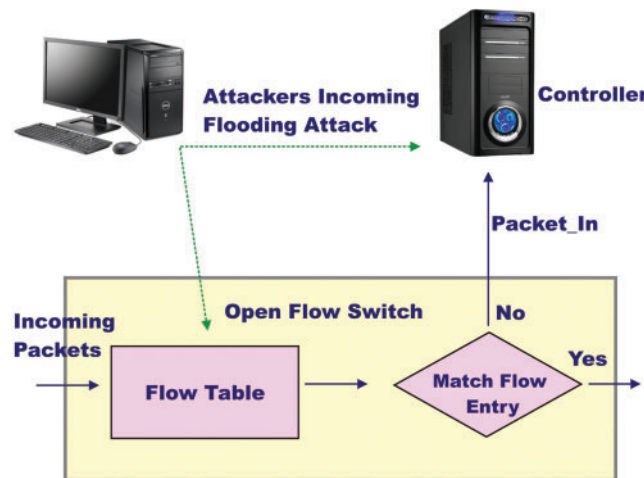 Attackers Incoming
Flooding Attack
Controller
Packet_In
Open Flow Switch
No
Incoming
Packets
Yes
Flow Table
Match Flow
Entry